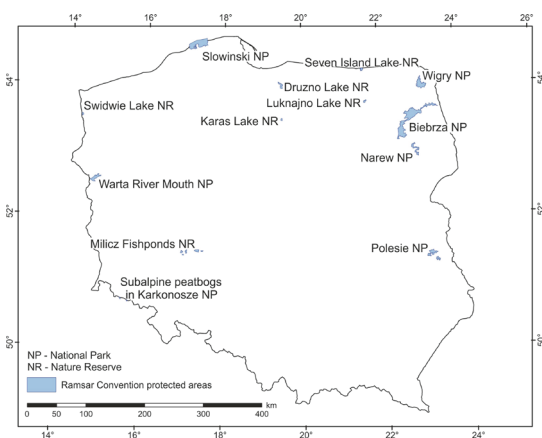 14° 16° 18° 20° 22° 24° 26°
Slowinski NP
Seven Island Lake NR
54° 54°
Wigry NP
Druzno Lake NR
Swidwie Lake NR
Luknajno Lake NR
Karas Lake NR
Biebrza NP
Narew NP
Warta River Mouth NP
52° 52°
Milicz Fishponds NR
Polesie NP
Subalpine peatbogs
in Karkonosze NP
50° 50°
NP - National Park
NR - Nature Reserve
Ramsar Convention protected areas
km
0 50 100 200 300 400
14° 16° 18° 20° 22° 24°